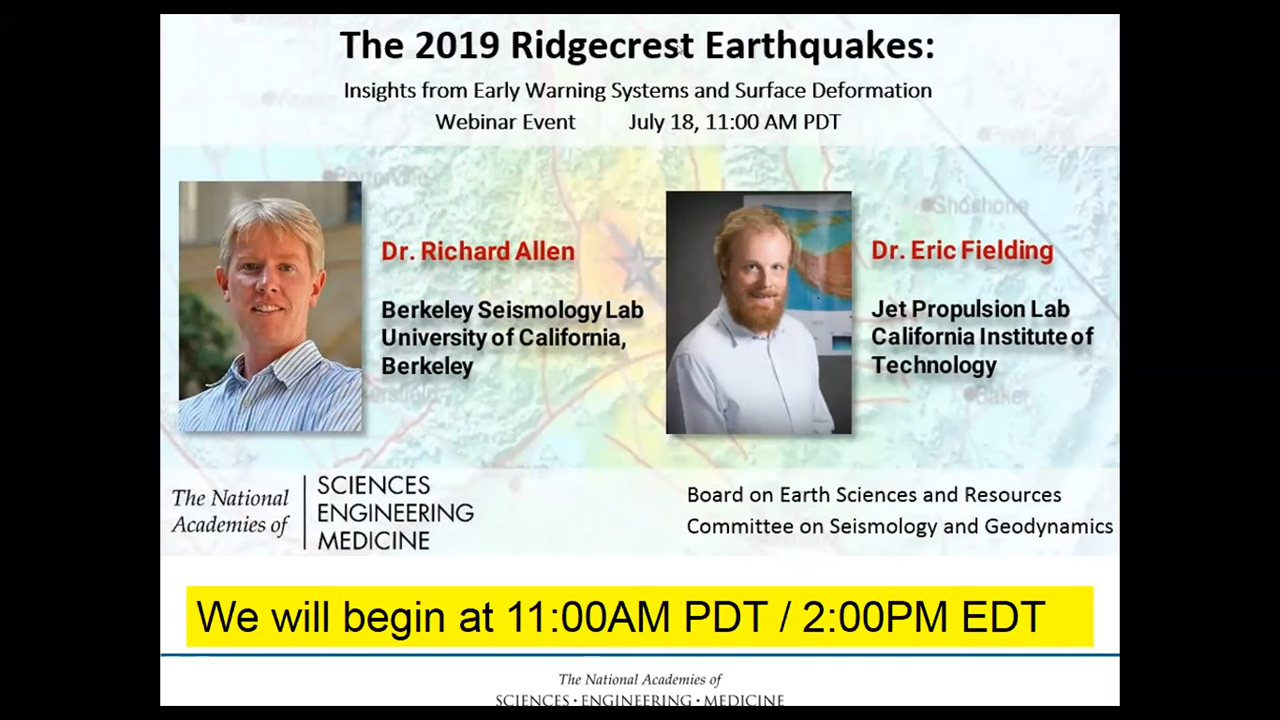 The 2019 Ridgecrest Earthquakes:
Insights from Early Warning Systems and Surface Deformation
Webinar Event July 18, 11:00 AM PDT
Porterville
Shoshone
Dr. Richard Allen
Berkeley Seismology Lab
University of California,
Berkeley
Dr. Eric Fielding
Jet Propulsion Lab
California Institute of
Technology
Baker
The National
Academies of
SCIENCES
ENGINEERING
MEDICINE
Board on Earth Sciences and Resources
Committee on Seismology and Geodynamics
We will begin at 11:00AM PDT / 2:00PM EDT
The National Academies of
SCIENCES · ENGINEERING · MEDICINE